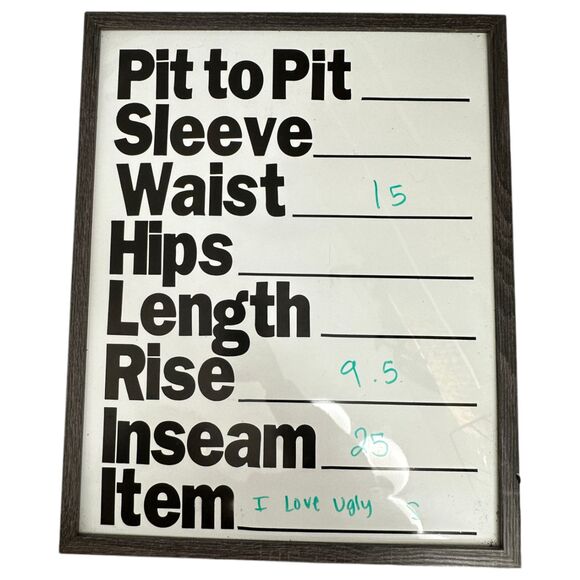 Pit to Pit
Sleeve
Waist 15
Hips
Length
Rise 9.5
Inseam 25
Item I Love Ugly